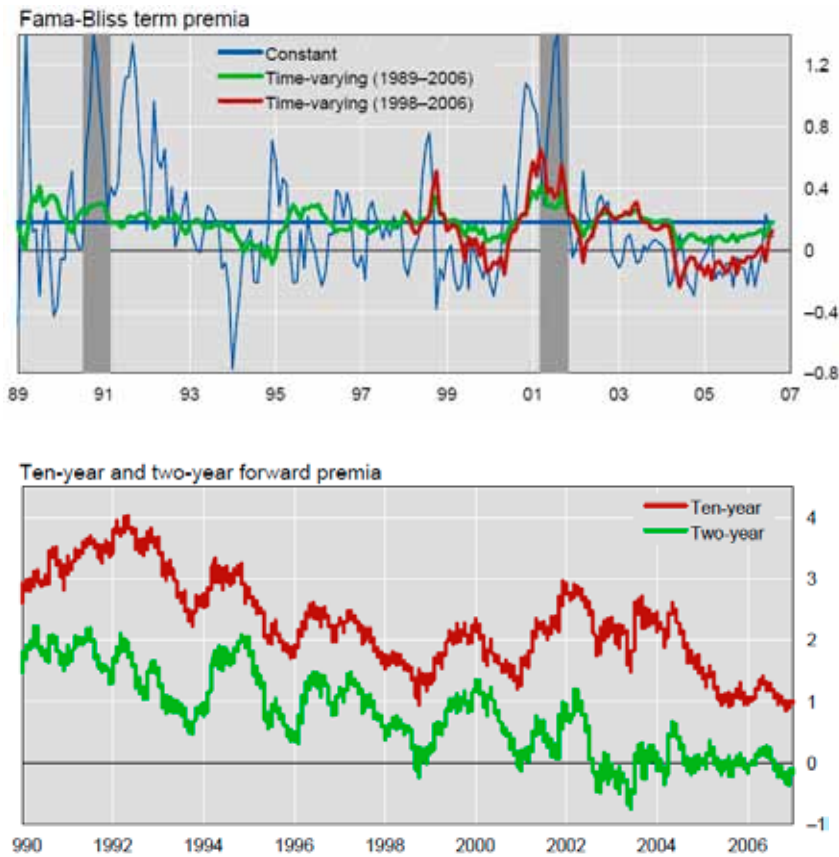 Fama-Bliss term premia
Constant
Time-varying (1989–2006)
Time-varying (1998–2006)
1.2
0.8
0.4
0
–0.4
–0.8
89 91 93 95 97 99 01 03 05 07
Ten-year and two-year forward premia
Ten-year
Two-year
4
3
2
1
0
–1
990 1992 1994 1996 1998 2000 2002 2004 2006